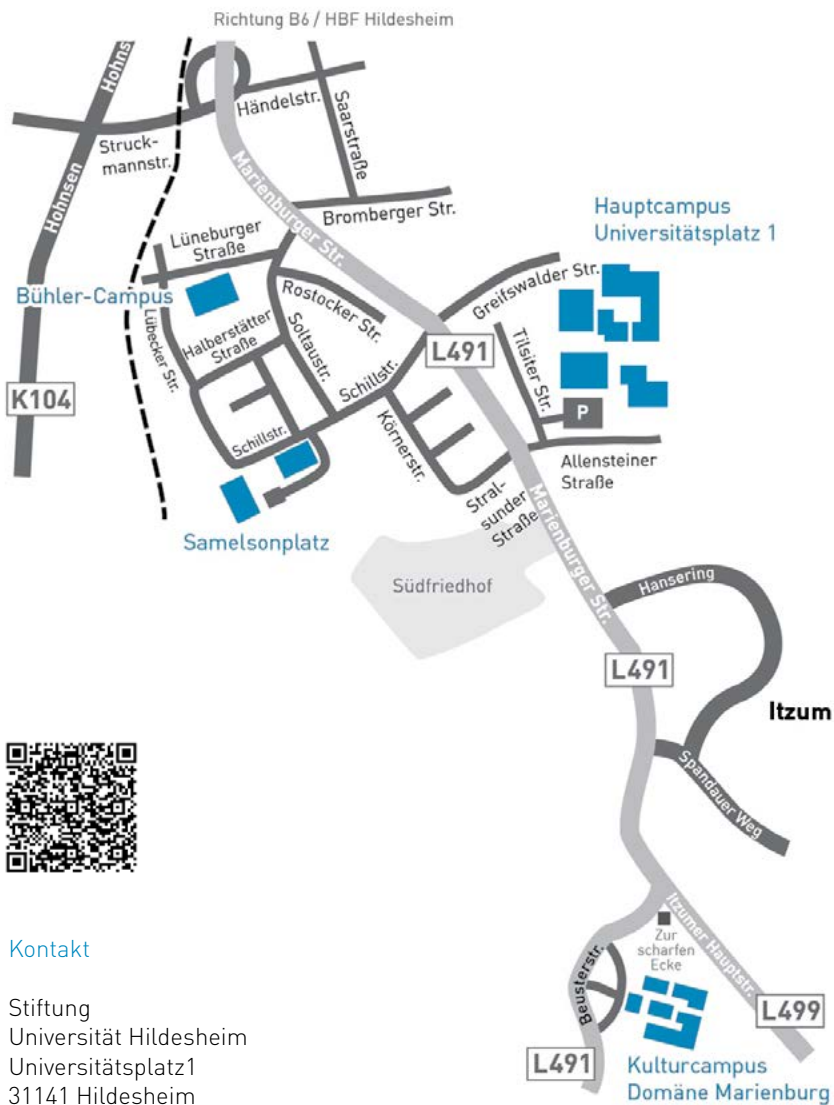 Richtung B6 / HBF Hildesheim
Hohns
Händelstr.
Saarstraße
Struck-
mannstr.
Hohnsen
Marienburger Str.
Bromberger Str.
Hauptcampus
Universitätsplatz 1
Lüneburger
Straße
Greifswalder Str.
Bühler-Campus
Rostocker Str.
Lübecker Str.
Halberstätter
Straße
Soltaustr.
L491
Tilsiter Str.
K104
Schillstr.
P
Schillstr.
Körnerstr.
Allensteiner
Straße
Stral-
sunder
Straße
Marienburger Str.
Samelsonplatz
Südfriedhof
Hansering
L491
Itzum
Spandauer Weg
Itzumer Hauptstr.
Zur
scharfen
Ecke
Beusterstr.
L499
L491
Kulturcampus
Domäne Marienburg
Kontakt
Stiftung
Universität Hildesheim
Universitätsplatz1
31141 Hildesheim